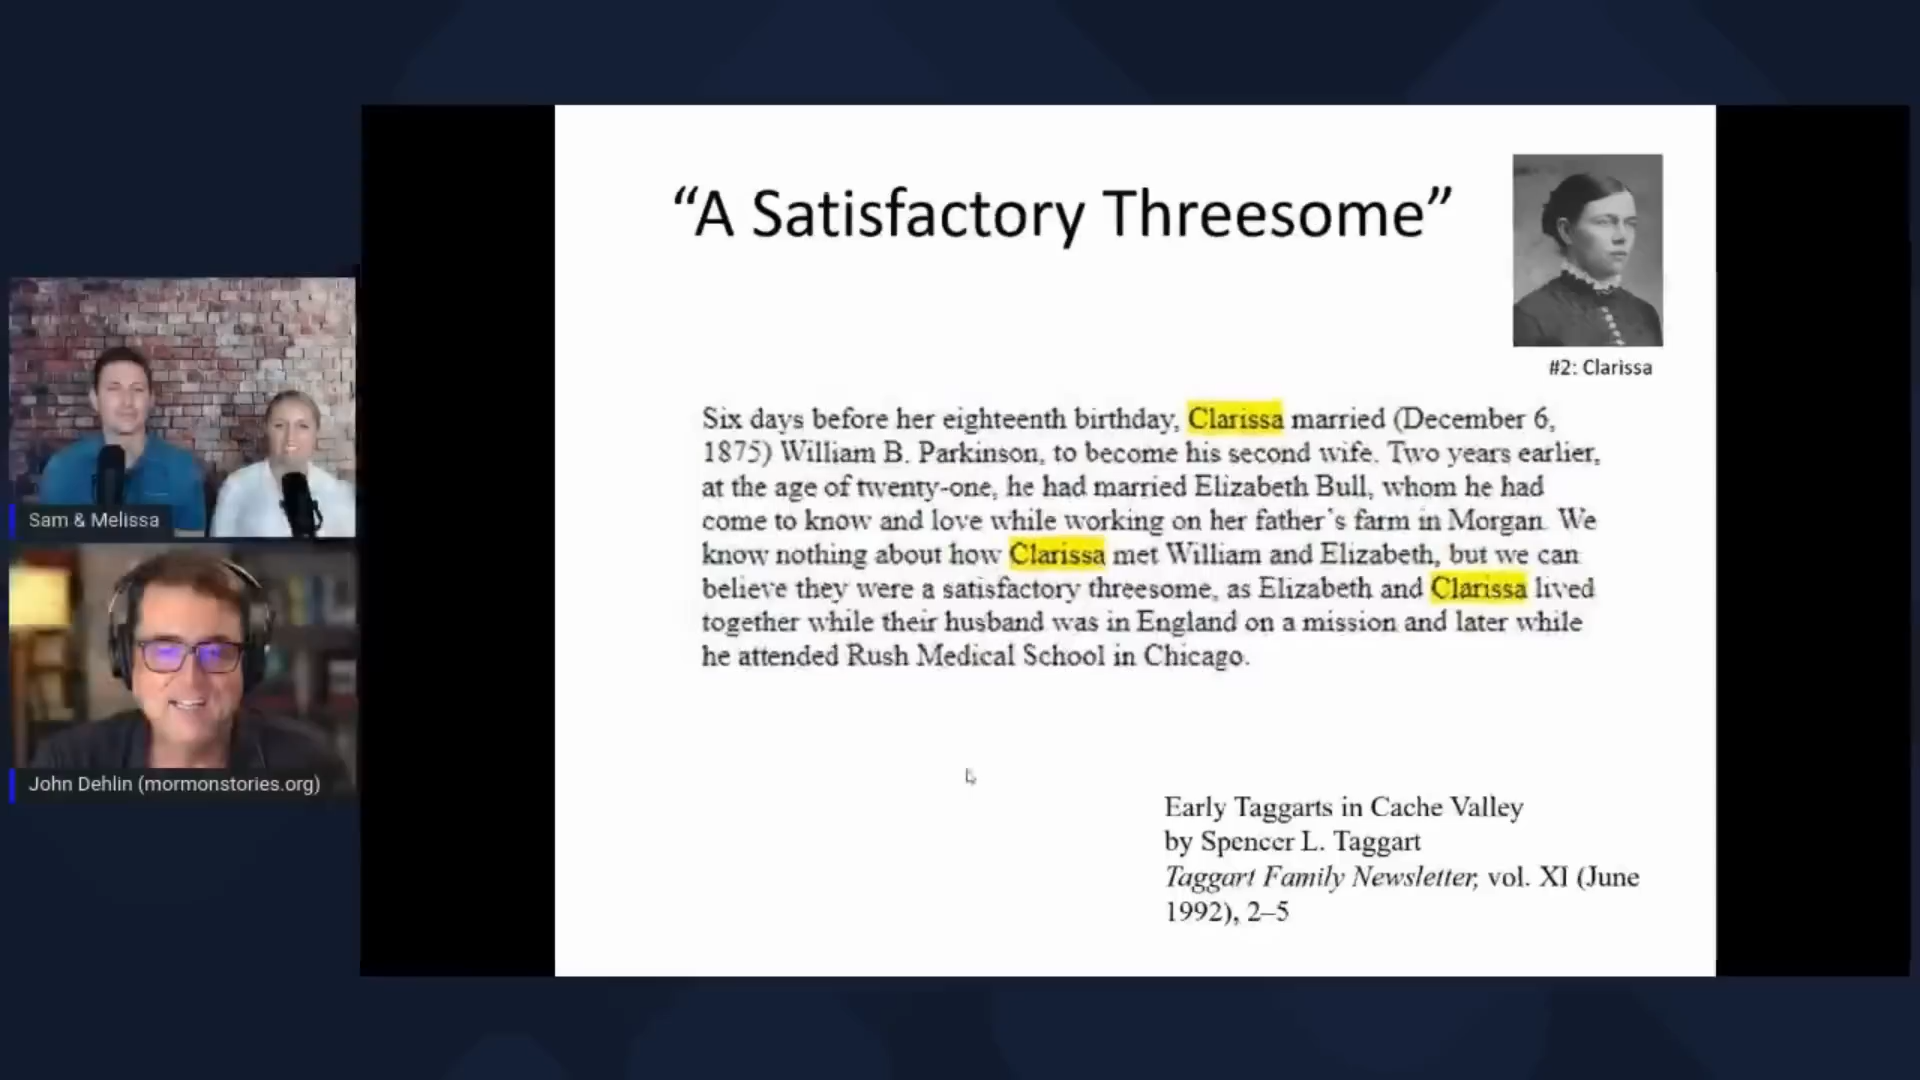 “A Satisfactory Threesome”
#2: Clarissa
Six days before her eighteenth birthday, Clarissa married (December 6,
1875) William B. Parkinson, to become his second wife. Two years earlier,
at the age of twenty-one, he had married Elizabeth Bull, whom he had
come to know and love while working on her father's farm in Morgan. We
know nothing about how Clarissa met William and Elizabeth, but we can
believe they were a satisfactory threesome, as Elizabeth and Clarissa lived
together while their husband was in England on a mission and later while
he attended Rush Medical School in Chicago.
Early Taggarts in Cache Valley
by Spencer L. Taggart
Taggart Family Newsletter, vol. XI (June
1992), 2–5
Sam & Melissa
John Dehlin (mormonstories.org)